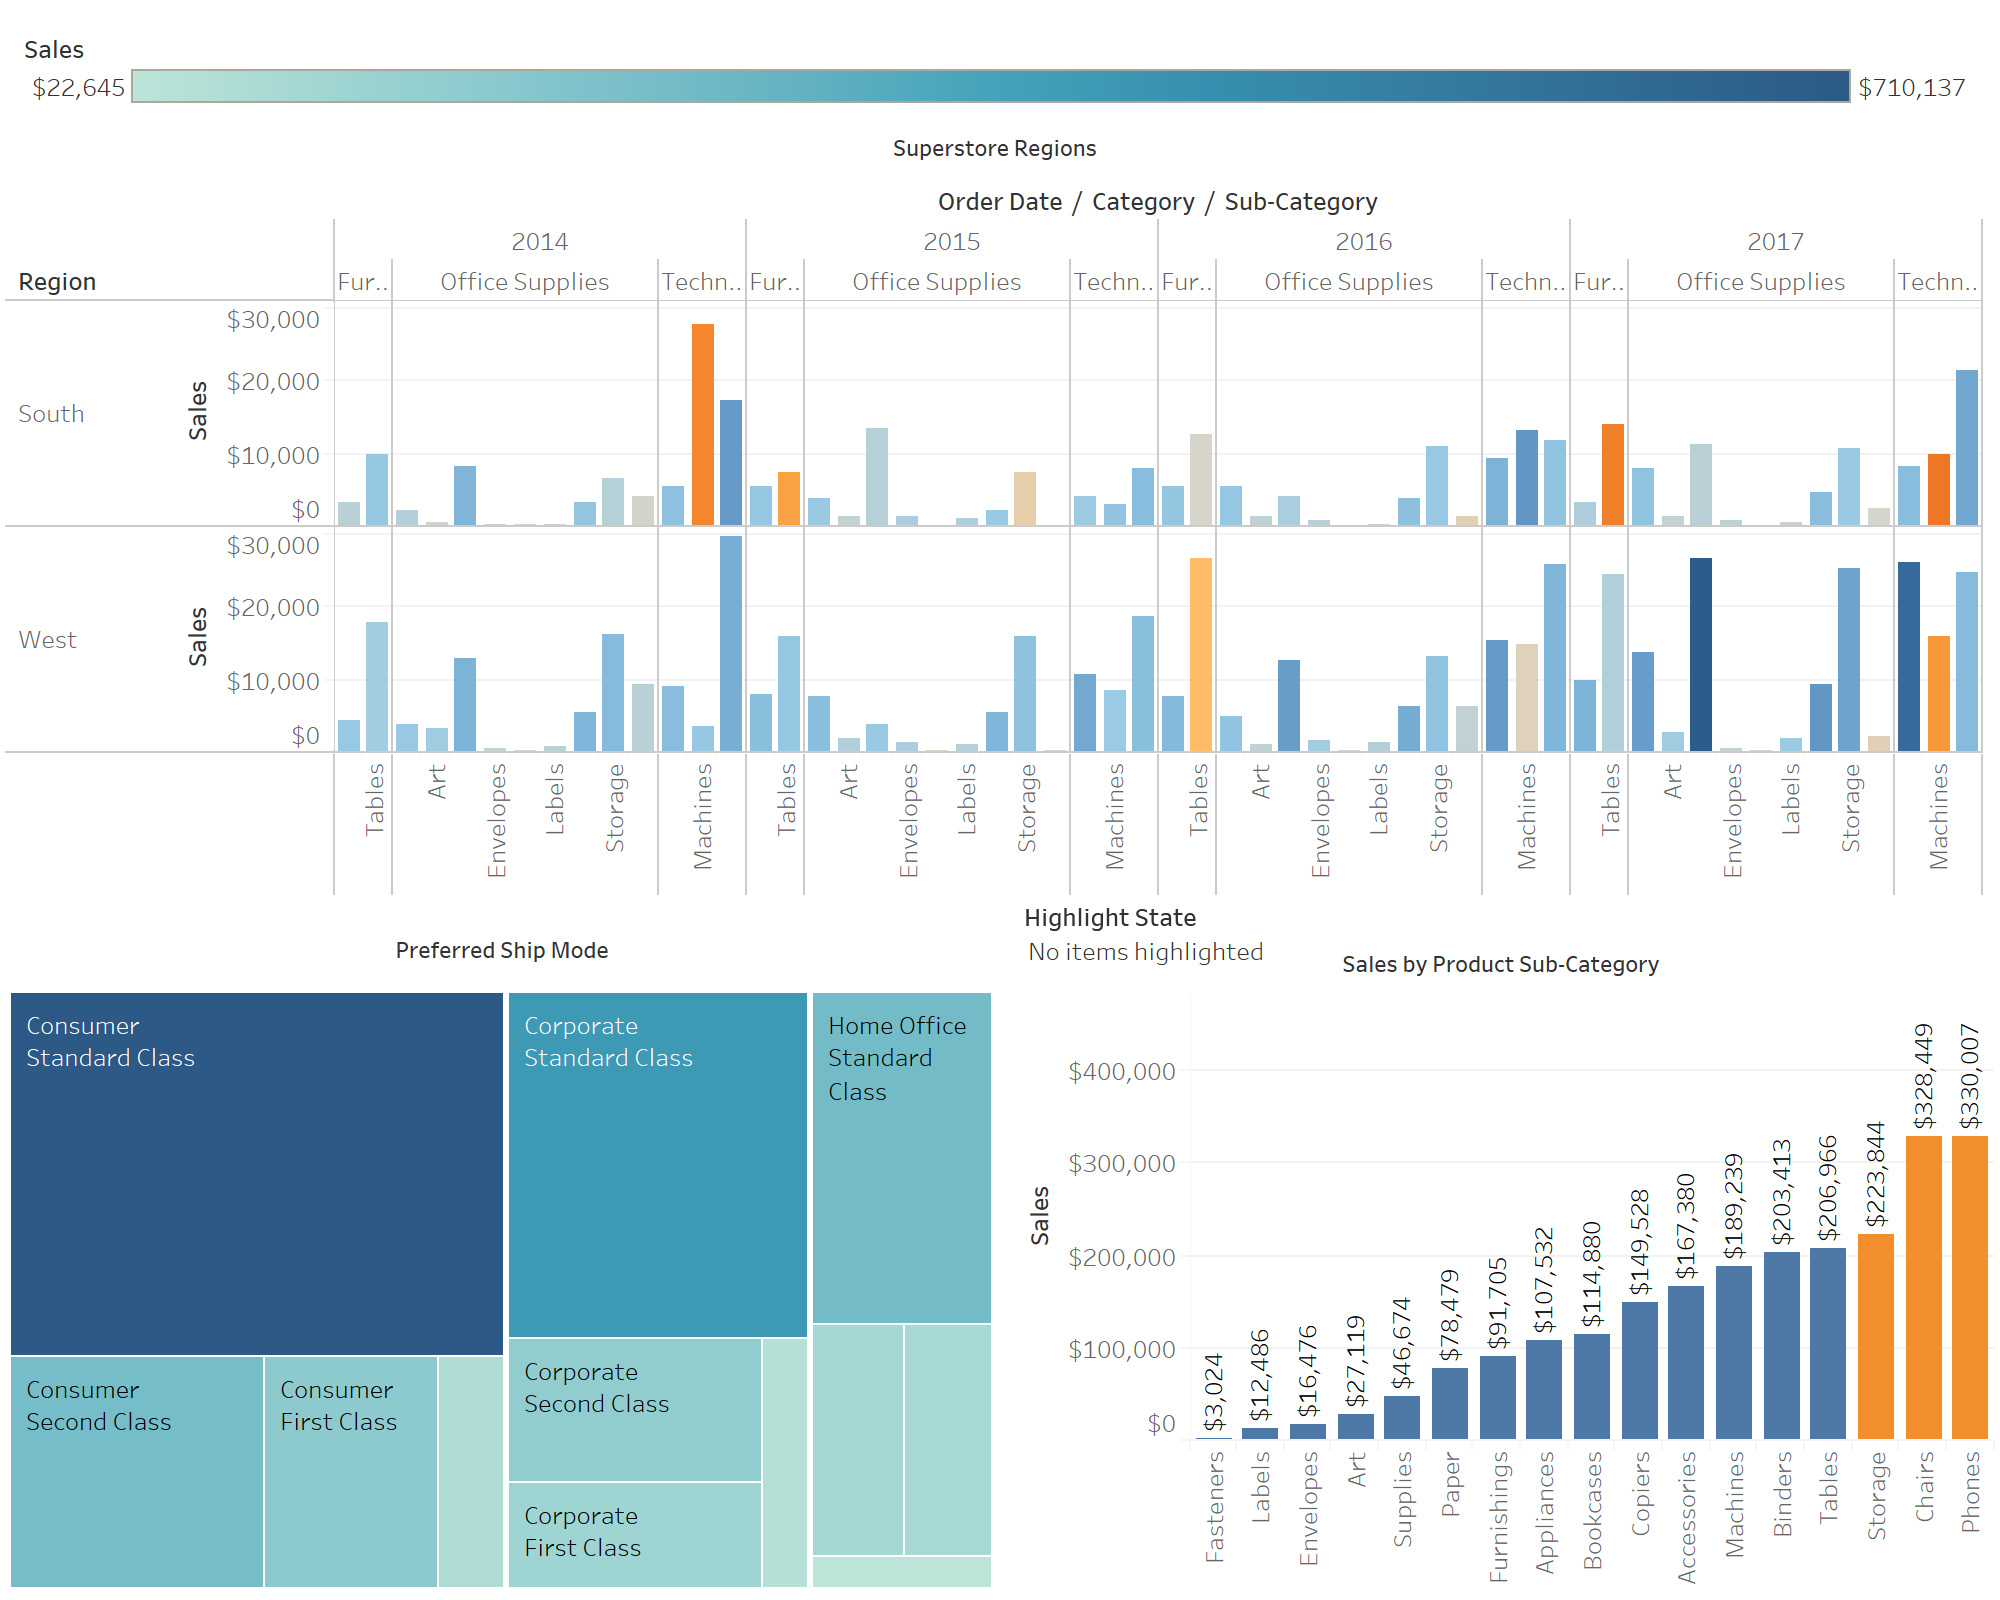 Sales
$22,645 $710,137
Superstore Regions
Order Date / Category / Sub-Category
2014 2015 2016 2017
Region Fur.. Office Supplies Techn.. Fur.. Office Supplies Techn.. Fur.. Office Supplies Techn.. Fur.. Office Supplies Techn..
South
Sales
$30,000
$20,000
$10,000
$0
West
Sales
$30,000
$20,000
$10,000
$0
Tables Art Envelopes Labels Storage Machines Tables Art Envelopes Labels Storage Machines Tables Art Envelopes Labels Storage Machines Tables Art Envelopes Labels Storage Machines
Preferred Ship Mode
Consumer
Standard Class
Corporate
Standard Class
Home Office
Standard
Class
Consumer
Second Class
Consumer
First Class
Corporate
Second Class
Corporate
First Class
Highlight State
No items highlighted
Sales by Product Sub-Category
Sales
$400,000
$300,000
$200,000
$100,000
$0
$3,024 $12,486 $16,476 $27,119 $46,674 $78,479 $91,705 $107,532 $114,880 $149,528 $167,380 $189,239 $203,413 $206,966 $223,844 $328,449 $330,007
Fasteners Labels Envelopes Art Supplies Paper Furnishings Appliances Bookcases Copiers Accessories Machines Binders Tables Storage Chairs Phones